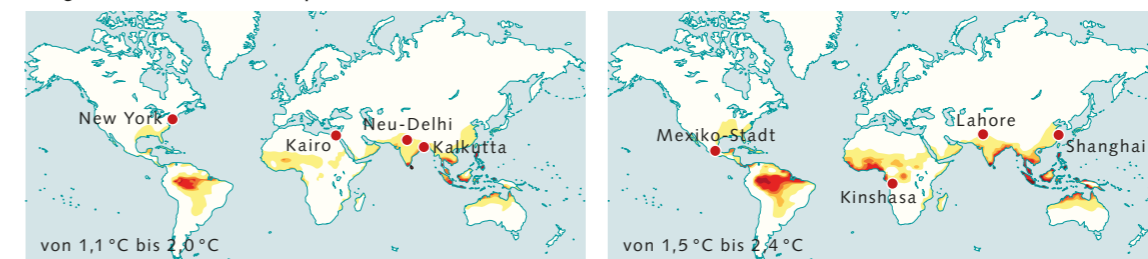 New York
Neu-Delhi
Kairo
Kalkutta
von 1,1 °C bis 2,0 °C
Lahore
Mexiko-Stadt
Shanghai
Kinshasa
von 1,5 °C bis 2,4 °C